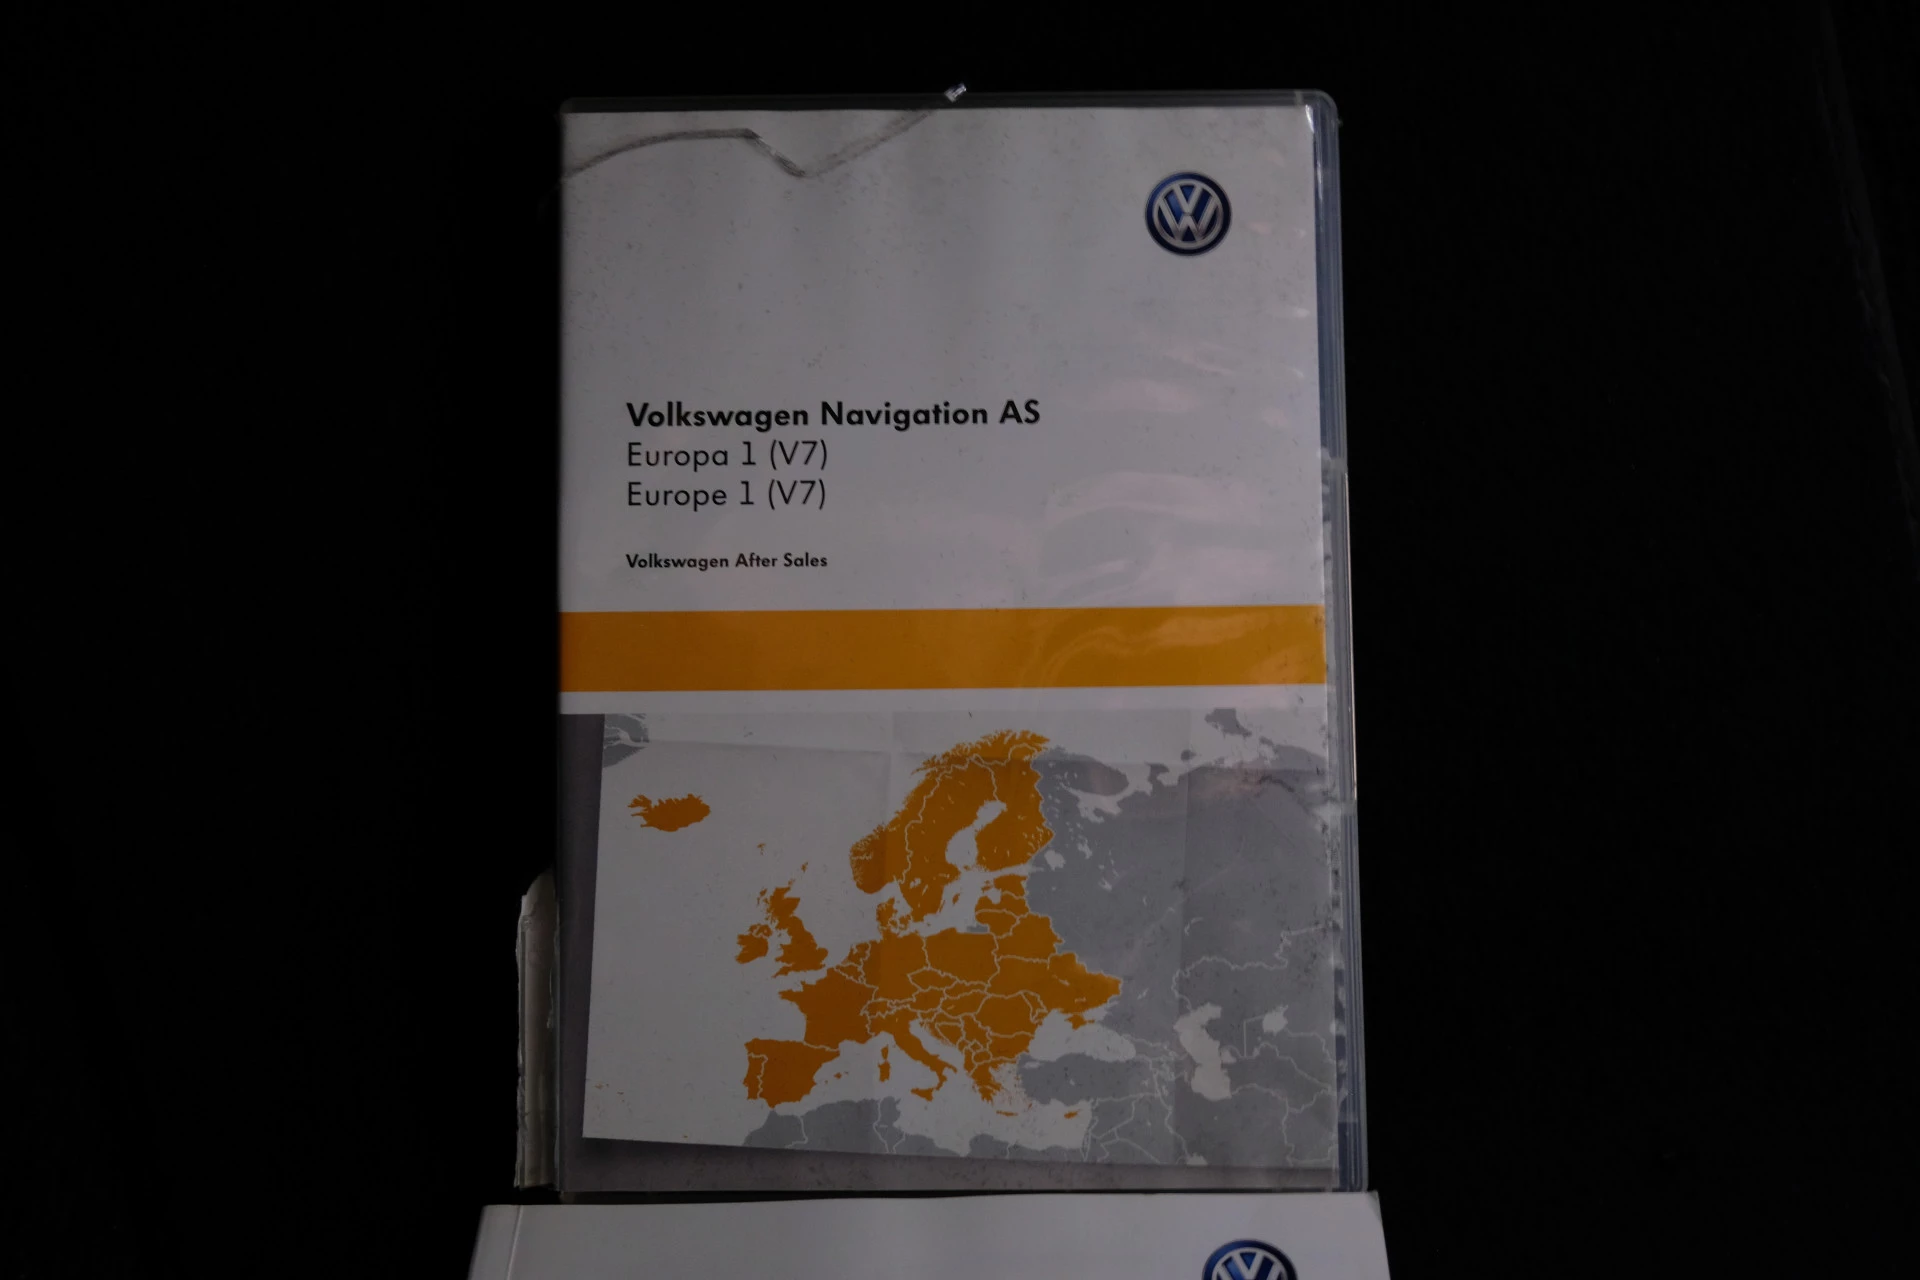 Volkswagen Navigation AS
Europa 1 (V7)
Europe 1 (V7)
Volkswagen After Sales